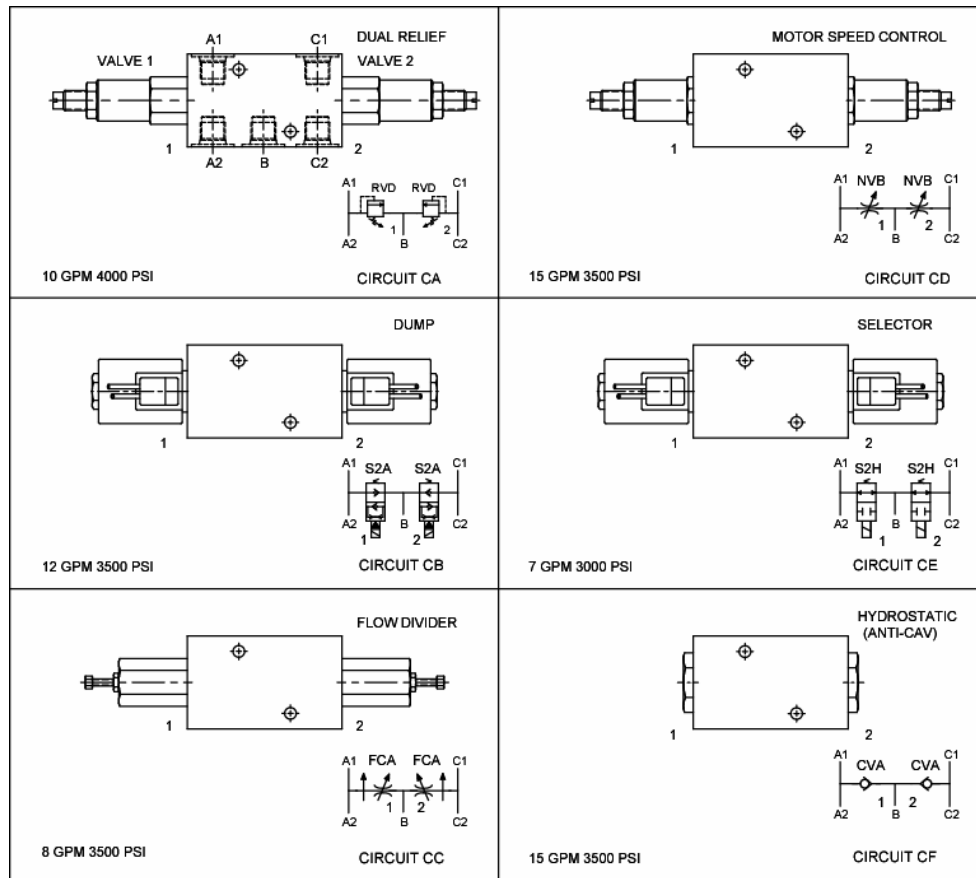 A1 C1 DUAL RELIEF
VALVE 1 VALVE 2
1 2
A2 B C2
A1 RVD RVD C1
1 2
A2 B C2
10 GPM 4000 PSI
CIRCUIT CA
MOTOR SPEED CONTROL
1 2
A1 NVB NVB C1
1 2
A2 B C2
15 GPM 3500 PSI
CIRCUIT CD
DUMP
1 2
A1 S2A S2A C1
A2 B C2
1 2
12 GPM 3500 PSI
CIRCUIT CB
SELECTOR
1 2
A1 S2H S2H C1
A2 B C2
1 2
7 GPM 3000 PSI
CIRCUIT CE
FLOW DIVIDER
1 2
A1 FCA FCA C1
1 2
A2 B C2
8 GPM 3500 PSI
CIRCUIT CC
HYDROSTATIC
(ANTI-CAV)
1 2
A1 CVA CVA C1
1 2
A2 B C2
15 GPM 3500 PSI
CIRCUIT CF